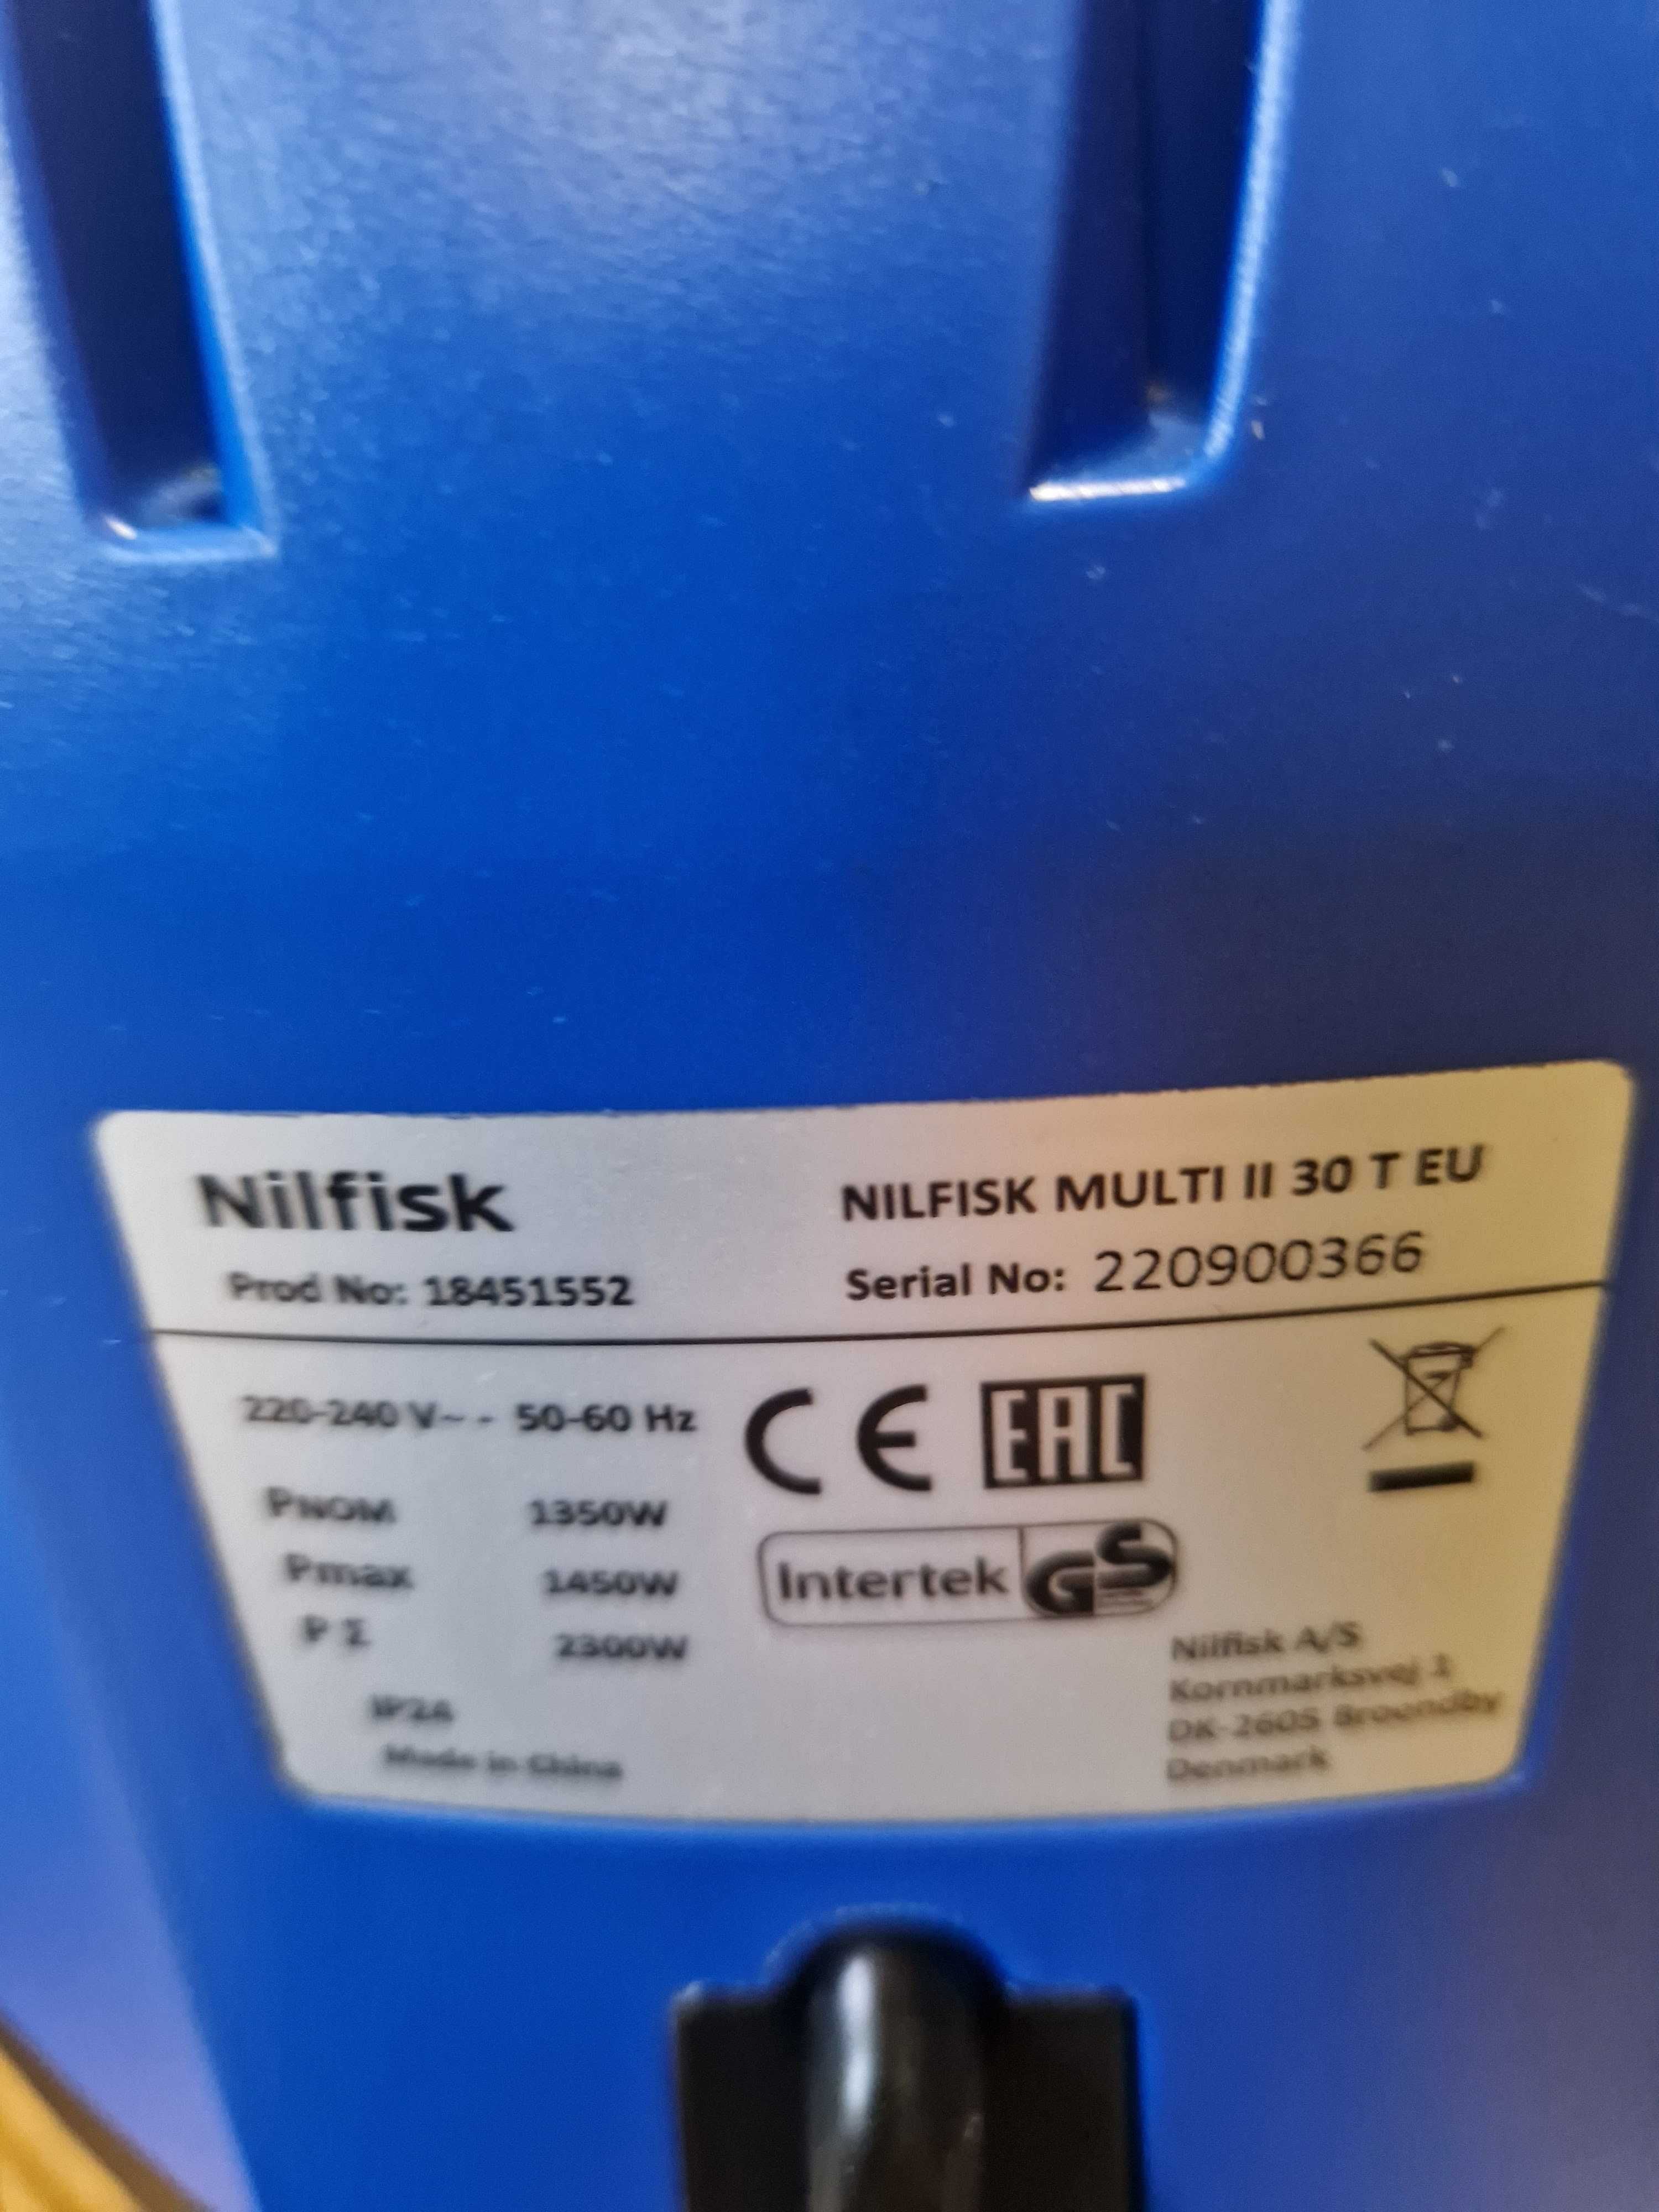 Nilfisk
NILFISK MULTI II 30 T EU
Prod No: 18451552
Serial No: 220900366
220-240 V~ - 50-60 Hz
CE EAC
PNOM 1350W
Pmax 1450W
P Σ 2300W
Intertek GS
IP24
Made in China
Nilfisk A/S
Kornmarksvej 1
DK-2605 Broendby
Denmark